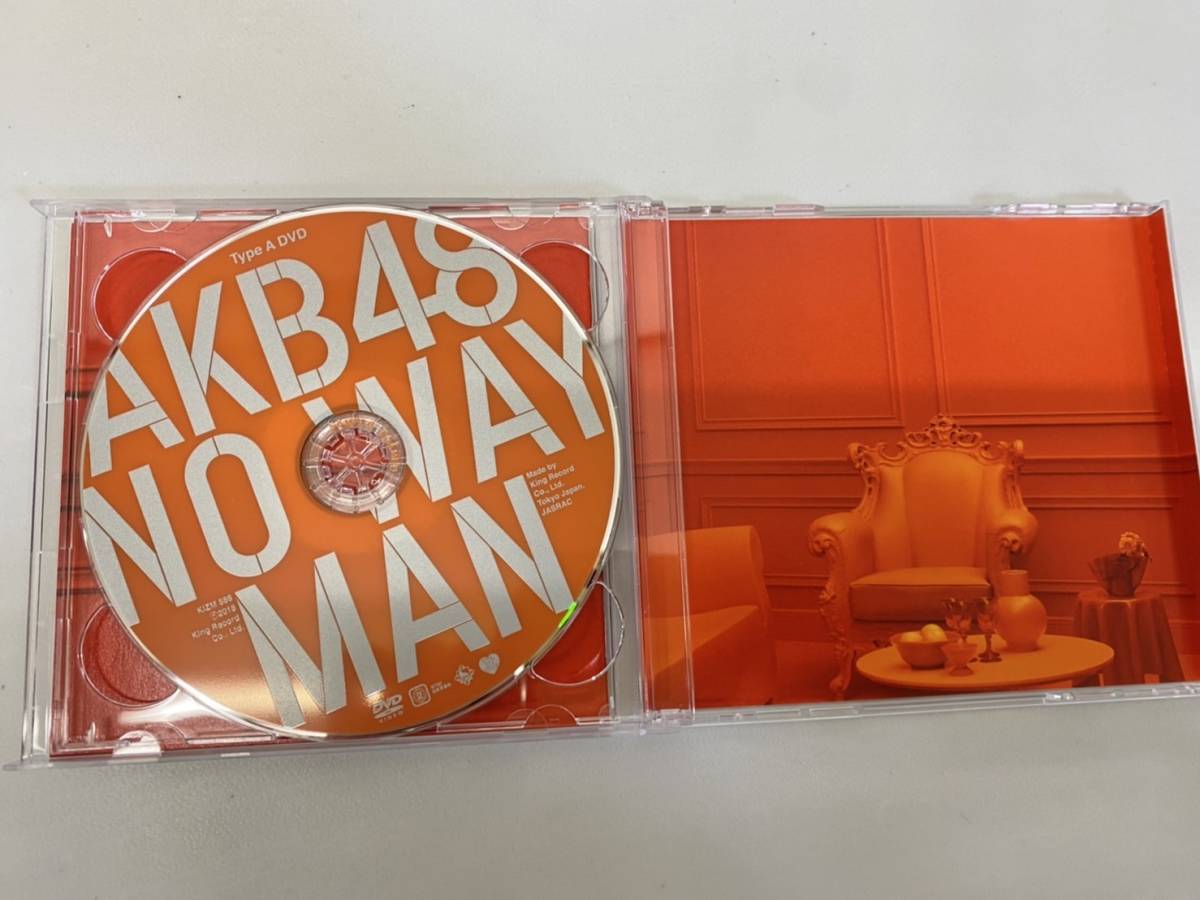 Type A DVD
AKB48
NO WAY
MAN
Made by
King Record
Co., Ltd.
Tokyo Japan.
JASRAC
KIZM 595
℗2018
King Record
Co., Ltd.
DVD
VIDEO